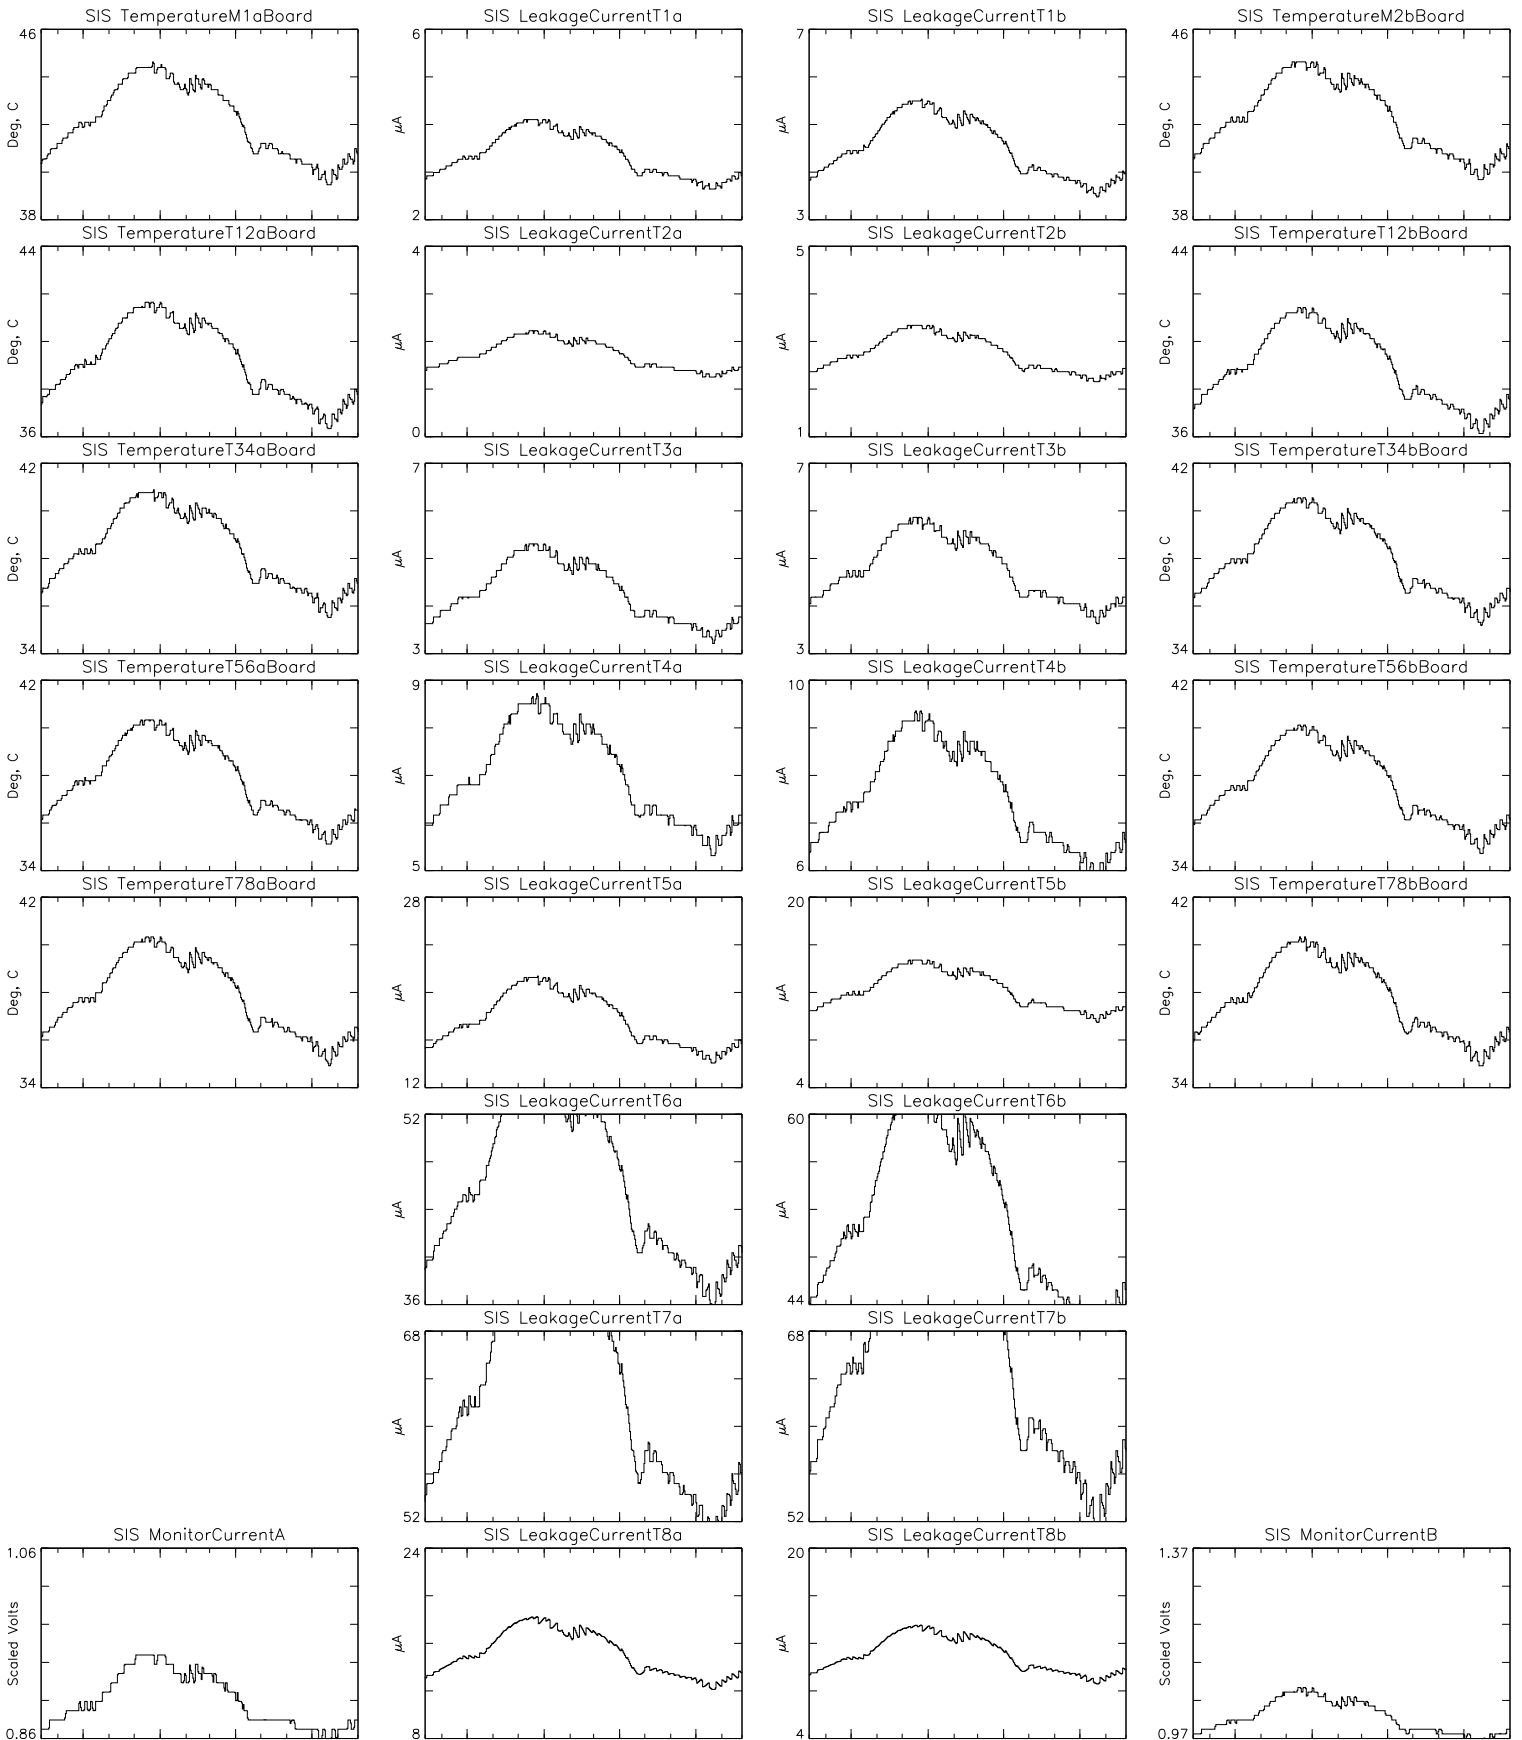 SIS TemperatureM1aBoard
46
Deg, C
38
SIS LeakageCurrentT1a
6
μA
2
SIS LeakageCurrentT1b
7
μA
3
SIS TemperatureM2bBoard
46
Deg, C
38
SIS TemperatureT12aBoard
44
Deg, C
36
SIS LeakageCurrentT2a
4
μA
0
SIS LeakageCurrentT2b
5
μA
1
SIS TemperatureT12bBoard
44
Deg, C
36
SIS TemperatureT34aBoard
42
Deg, C
34
SIS LeakageCurrentT3a
7
μA
3
SIS LeakageCurrentT3b
7
μA
3
SIS TemperatureT34bBoard
42
Deg, C
34
SIS TemperatureT56aBoard
42
Deg, C
34
SIS LeakageCurrentT4a
9
μA
5
SIS LeakageCurrentT4b
10
μA
6
SIS TemperatureT56bBoard
42
Deg, C
34
SIS TemperatureT78aBoard
42
Deg, C
34
SIS LeakageCurrentT5a
28
μA
12
SIS LeakageCurrentT5b
20
μA
4
SIS TemperatureT78bBoard
42
Deg, C
34
SIS LeakageCurrentT6a
52
μA
36
SIS LeakageCurrentT6b
60
μA
44
SIS LeakageCurrentT7a
68
μA
52
SIS LeakageCurrentT7b
68
μA
52
SIS MonitorCurrentA
1.06
Scaled Volts
0.86
SIS LeakageCurrentT8a
24
μA
8
SIS LeakageCurrentT8b
20
μA
4
SIS MonitorCurrentB
1.37
Scaled Volts
0.97